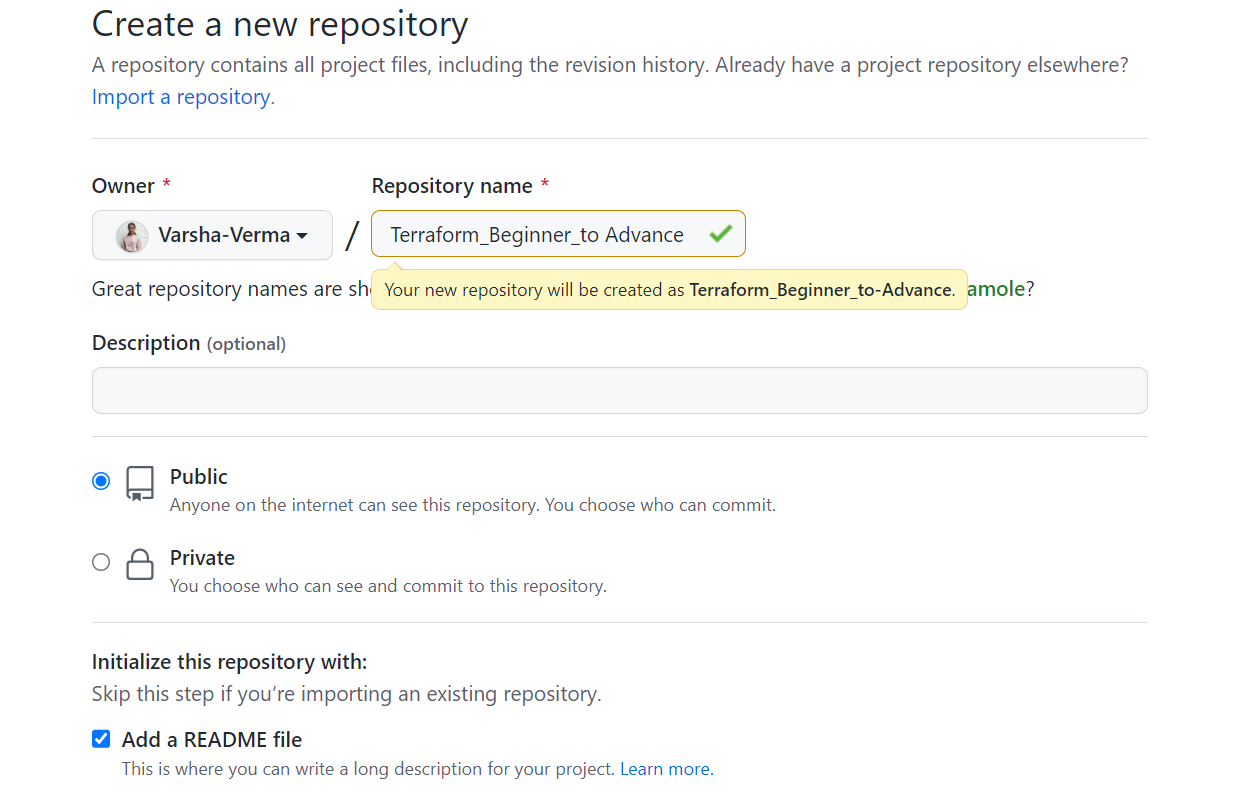 Create a new repository
A repository contains all project files, including the revision history. Already have a project repository elsewhere?
Import a repository.
Owner * Repository name *
Varsha-Verma / Terraform_Beginner_to Advance
Great repository names are Your new repository will be created as Terraform_Beginner_to-Advance. amole?
Description (optional)
Public
Anyone on the internet can see this repository. You choose who can commit.
Private
You choose who can see and commit to this repository.
Initialize this repository with:
Skip this step if you’re importing an existing repository.
Add a README file
This is where you can write a long description for your project. Learn more.